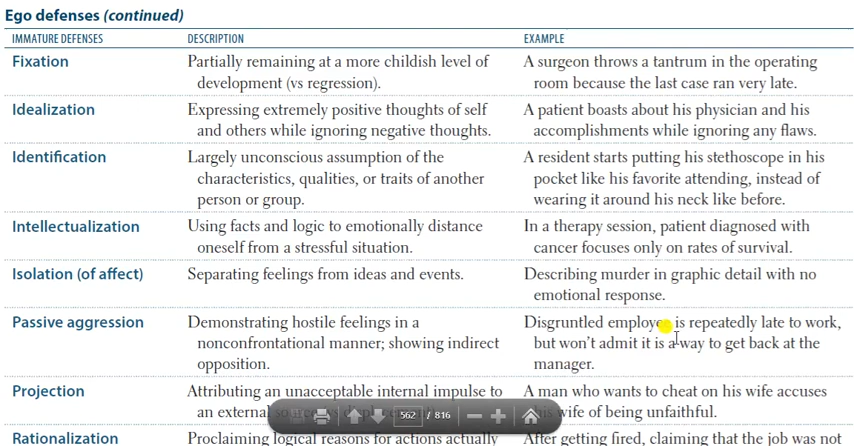 Ego defenses (continued)
IMMATURE DEFENSES DESCRIPTION EXAMPLE
Fixation Partially remaining at a more childish level of A surgeon throws a tantrum in the operating
development (vs regression). room because the last case ran very late.
Idealization Expressing extremely positive thoughts of self A patient boasts about his physician and his
and others while ignoring negative thoughts. accomplishments while ignoring any flaws.
Identification Largely unconscious assumption of the A resident starts putting his stethoscope in his
characteristics, qualities, or traits of another pocket like his favorite attending, instead of
person or group. wearing it around his neck like before.
Intellectualization Using facts and logic to emotionally distance In a therapy session, patient diagnosed with
oneself from a stressful situation. cancer focuses only on rates of survival.
Isolation (of affect) Separating feelings from ideas and events. Describing murder in graphic detail with no
emotional response.
Passive aggression Demonstrating hostile feelings in a Disgruntled employee is repeatedly late to work,
nonconfrontational manner; showing indirect but won't admit it is a way to get back at the
opposition. manager.
Projection Attributing an unacceptable internal impulse to A man who wants to cheat on his wife accuses
an external wife of being unfaithful.
562 / 816
Rationalization Proclaiming logical reasons for actions actually After getting fired, claiming that the job was not